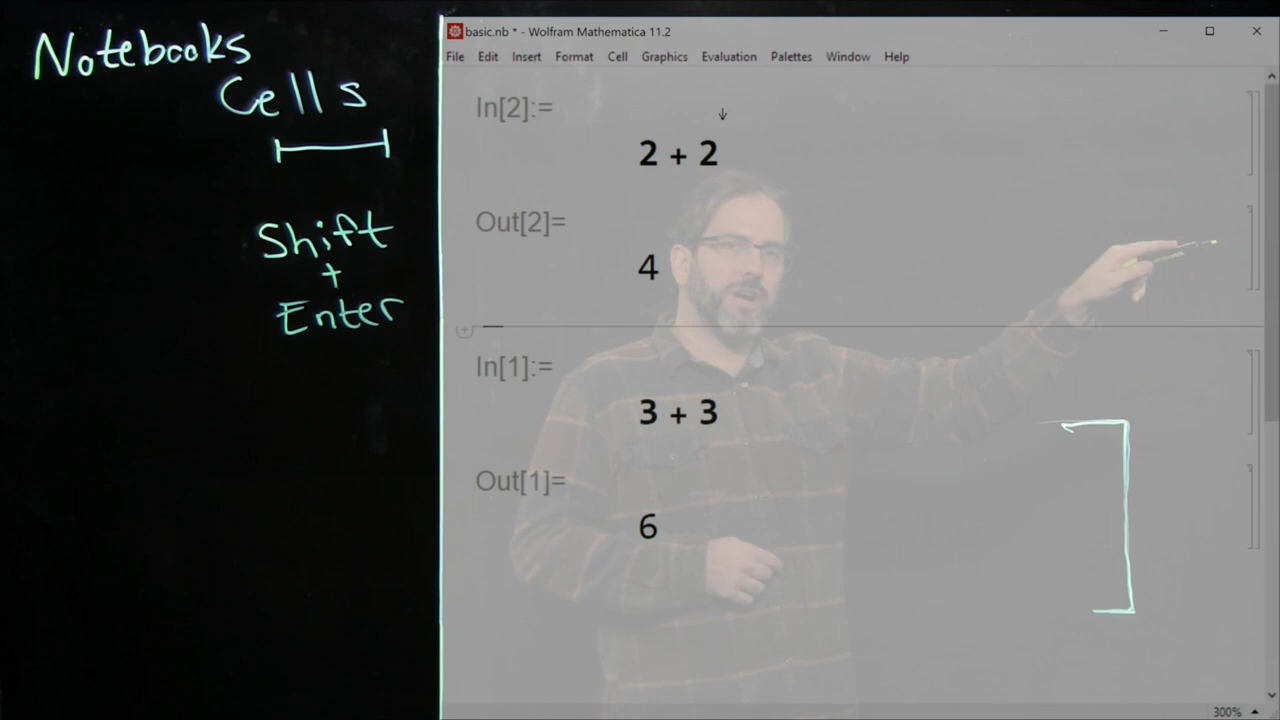 Notebooks
Cells
Shift
+
Enter
basic.nb * - Wolfram Mathematica 11.2
File Edit Insert Format Cell Graphics Evaluation Palettes Window Help
In[2]:=
2 + 2
Out[2]=
4
In[1]:=
3 + 3
Out[1]=
6
300%